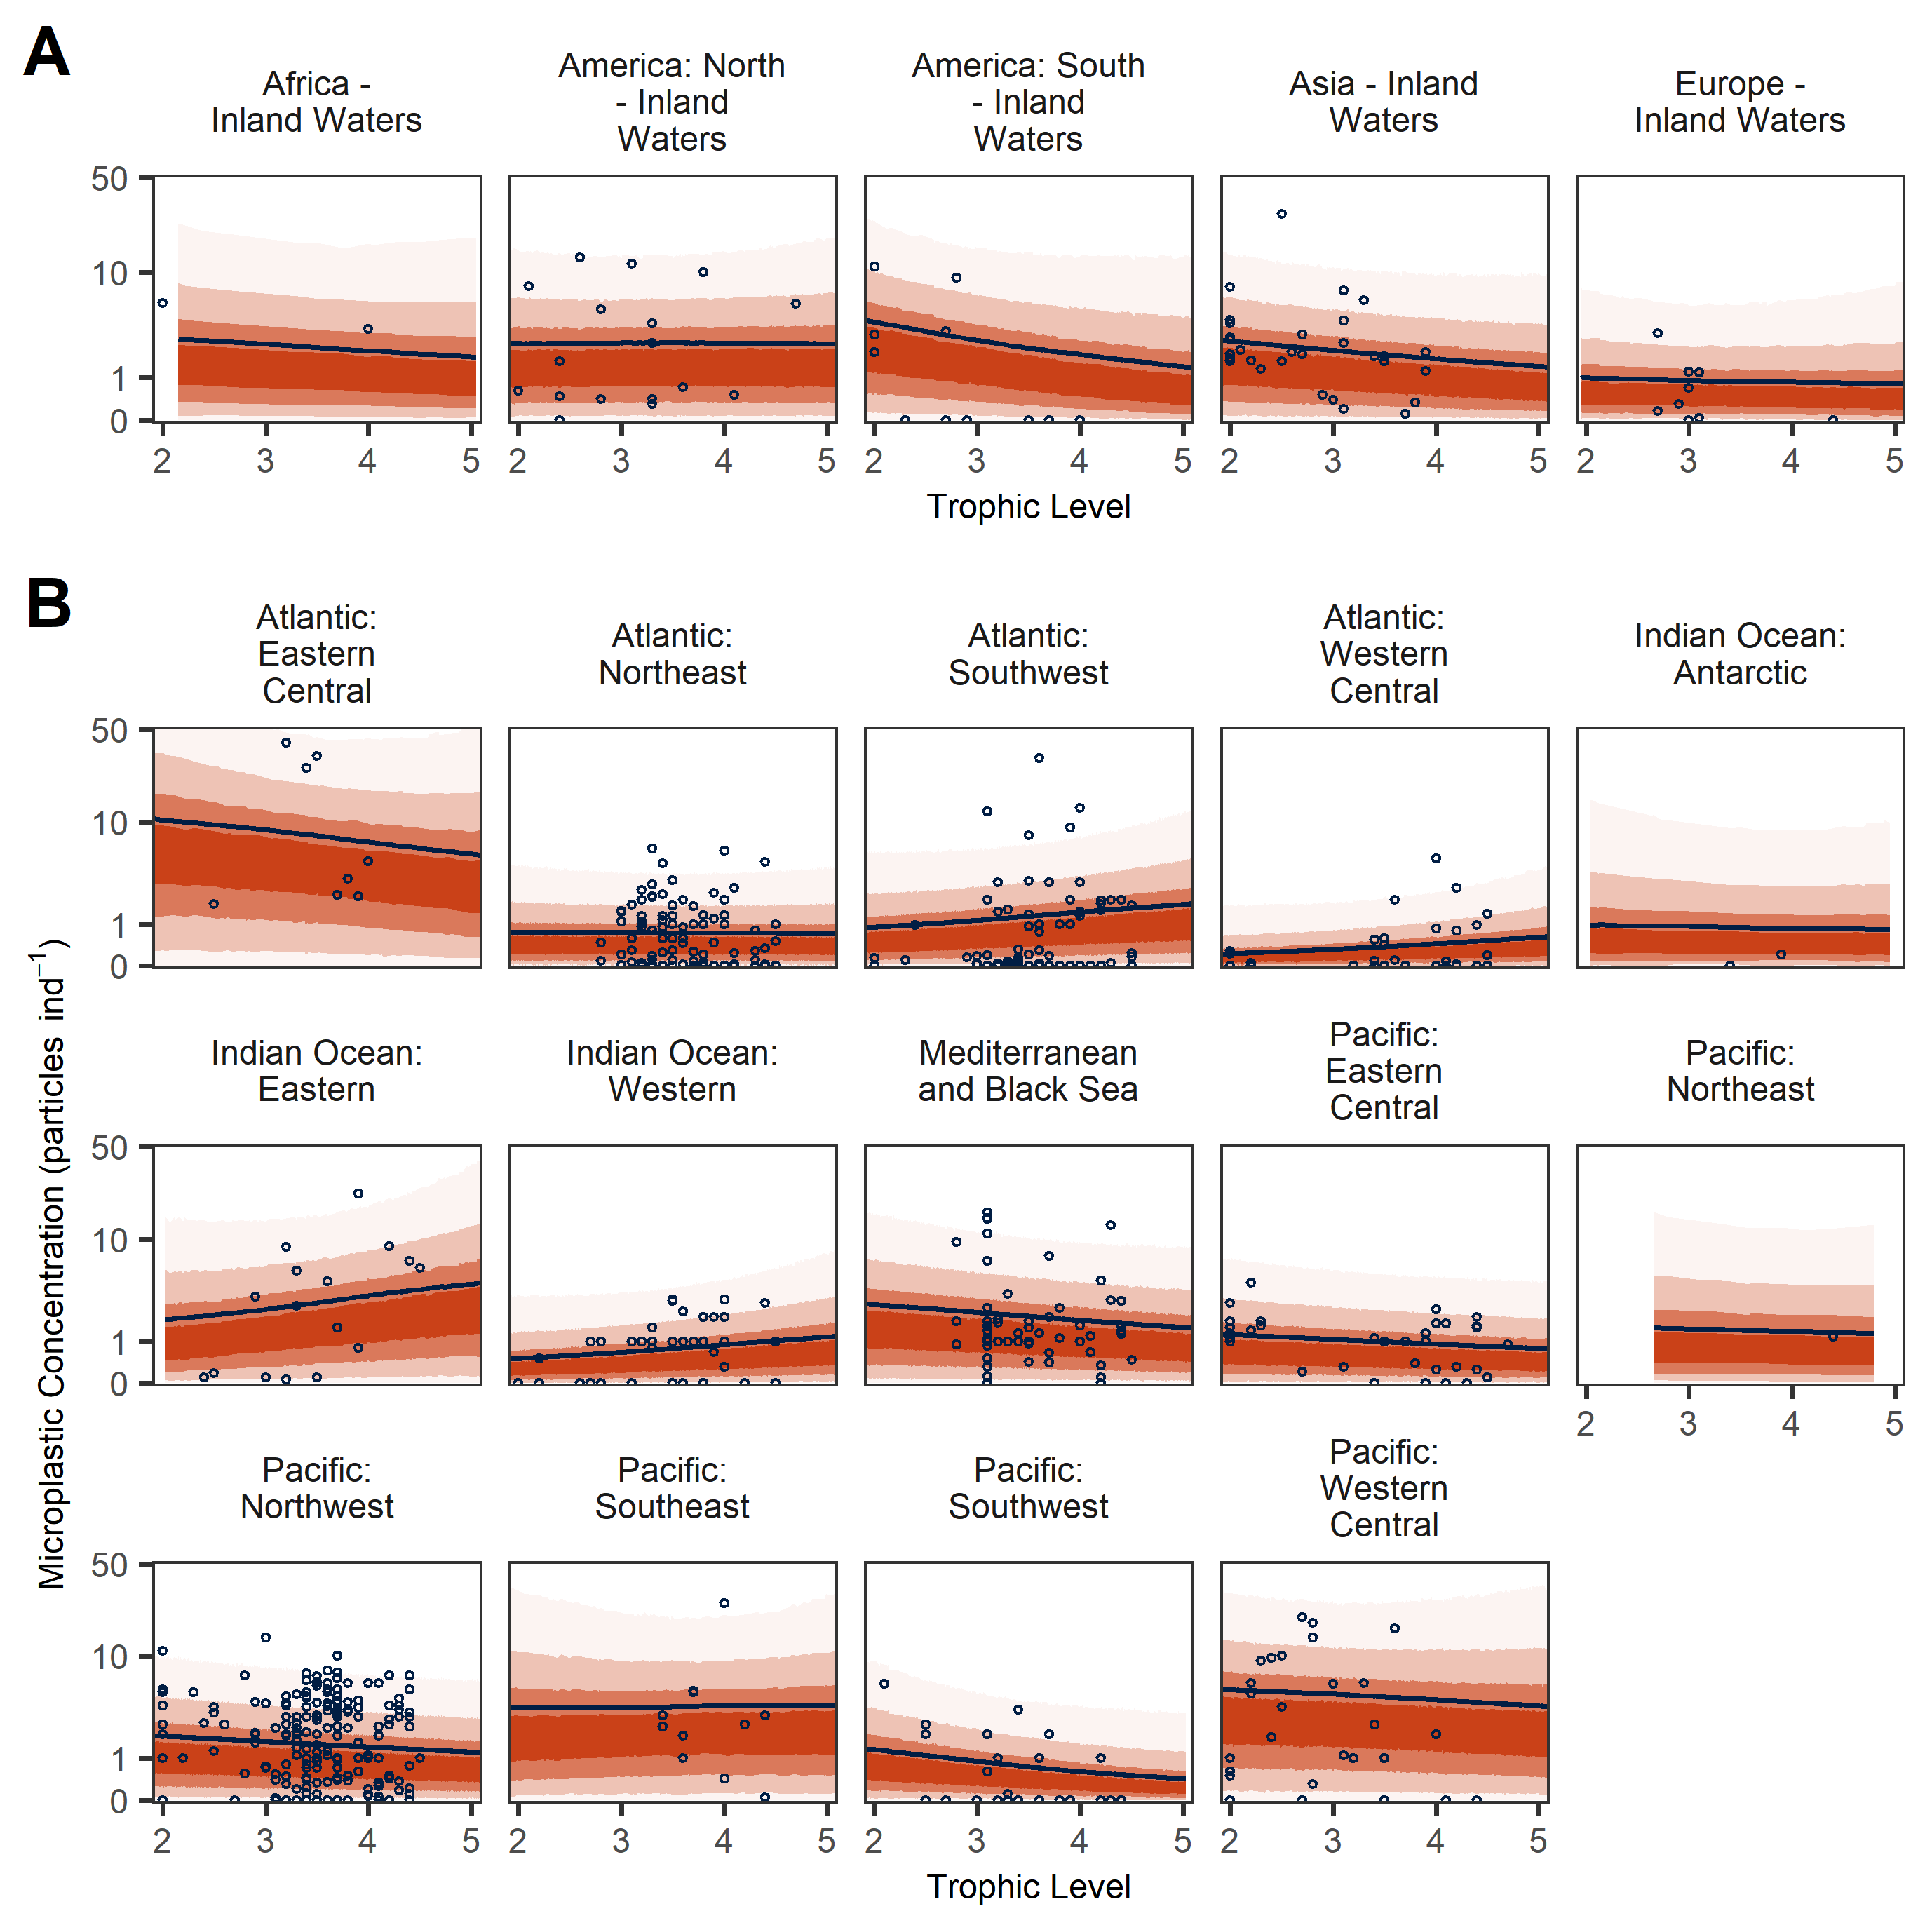 A
Africa -
Inland Waters
America: North
- Inland
Waters
America: South
- Inland
Waters
Asia - Inland
Waters
Europe -
Inland Waters
50
10
1
0
2 3 4 5
2 3 4 5
2 3 4 5
2 3 4 5
2 3 4 5
Trophic Level
B
Microplastic Concentration (particles ind⁻¹)
Atlantic:
Eastern
Central
Atlantic:
Northeast
Atlantic:
Southwest
Atlantic:
Western
Central
Indian Ocean:
Antarctic
50
10
1
0
Indian Ocean:
Eastern
Indian Ocean:
Western
Mediterranean
and Black Sea
Pacific:
Eastern
Central
Pacific:
Northeast
50
10
1
0
2 3 4 5
Pacific:
Northwest
Pacific:
Southeast
Pacific:
Southwest
Pacific:
Western
Central
50
10
1
0
2 3 4 5
2 3 4 5
2 3 4 5
2 3 4 5
Trophic Level